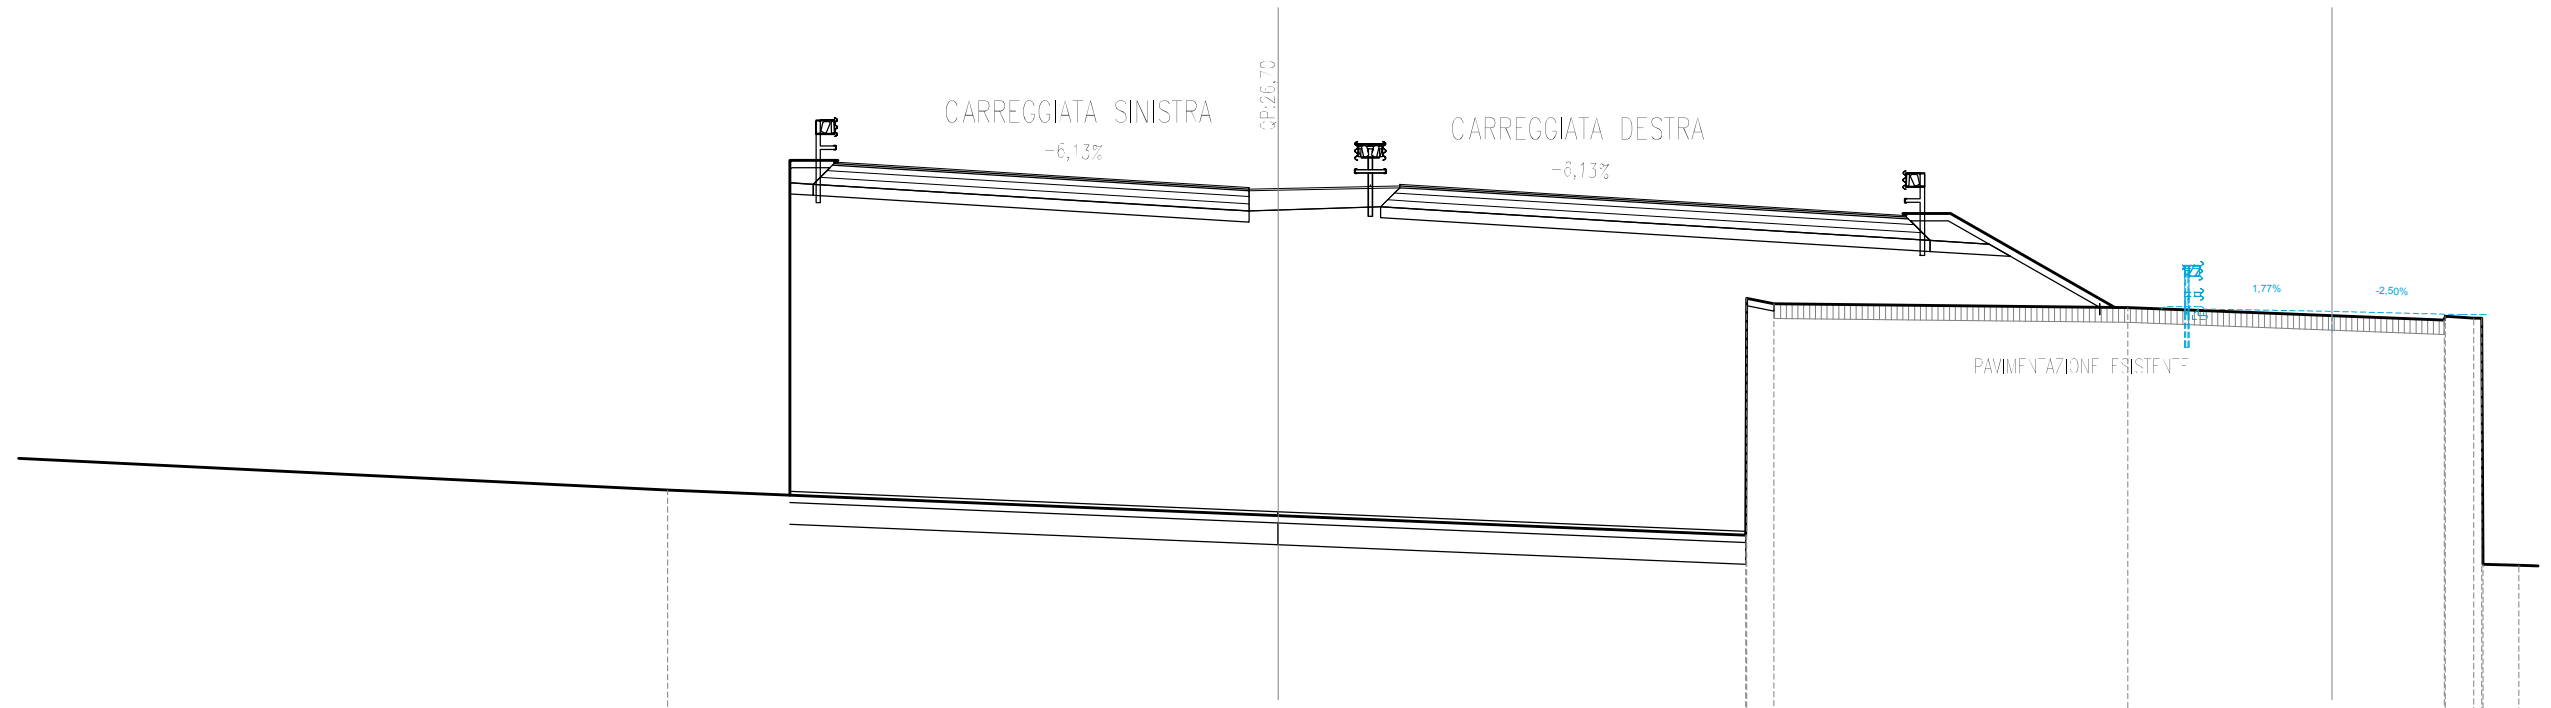 QP:26,70
CARREGGIATA SINISTRA
-6,13%
CARREGGIATA DESTRA
-6,13%
1,77%
-2,50%
PAVIMENTAZIONE ESISTENTE